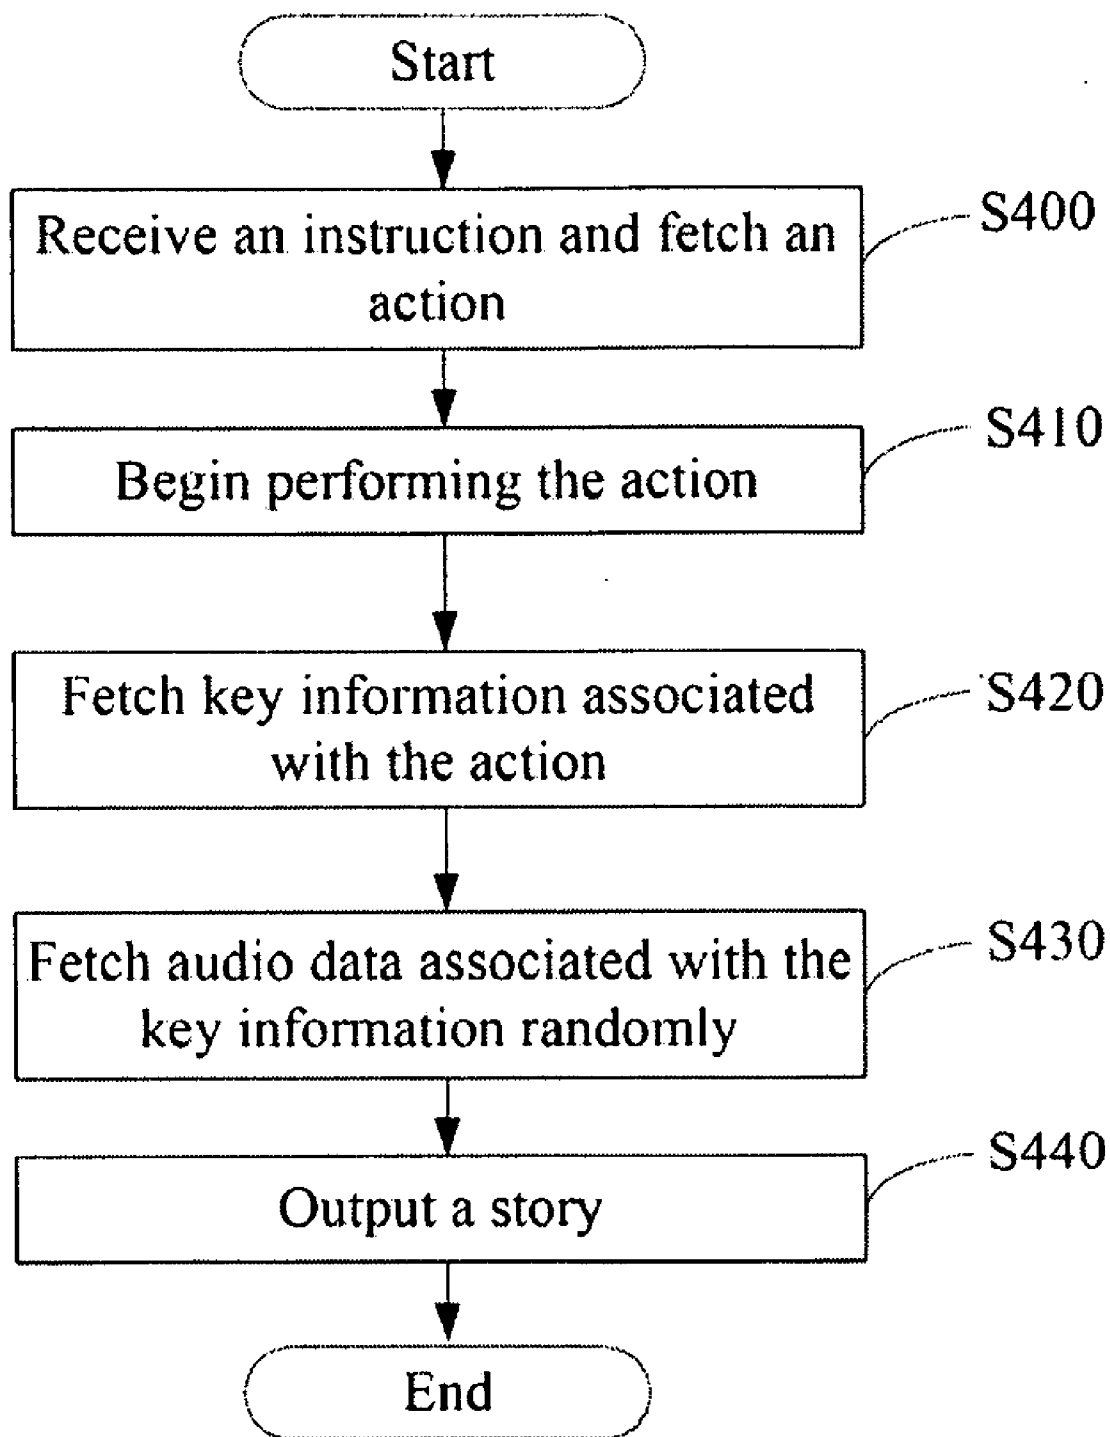 Start
Receive an instruction and fetch an
action
S400
Begin performing the action
S410
Fetch key information associated
with the action
S420
Fetch audio data associated with the
key information randomly
S430
Output a story
S440
End